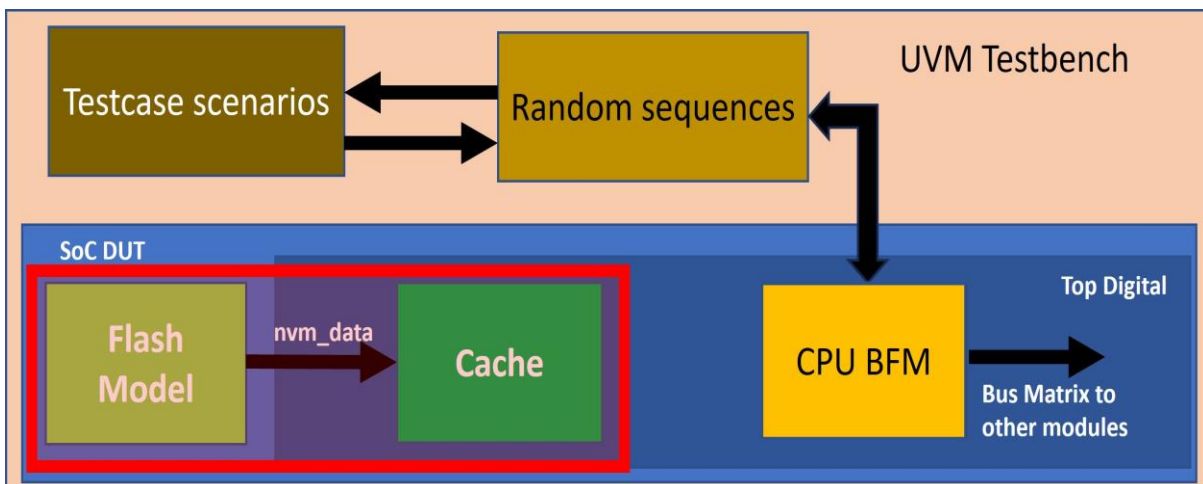 UVM Testbench
Testcase scenarios
Random sequences
SoC DUT
Top Digital
Flash
Model
nvm_data
Cache
CPU BFM
Bus Matrix to
other modules